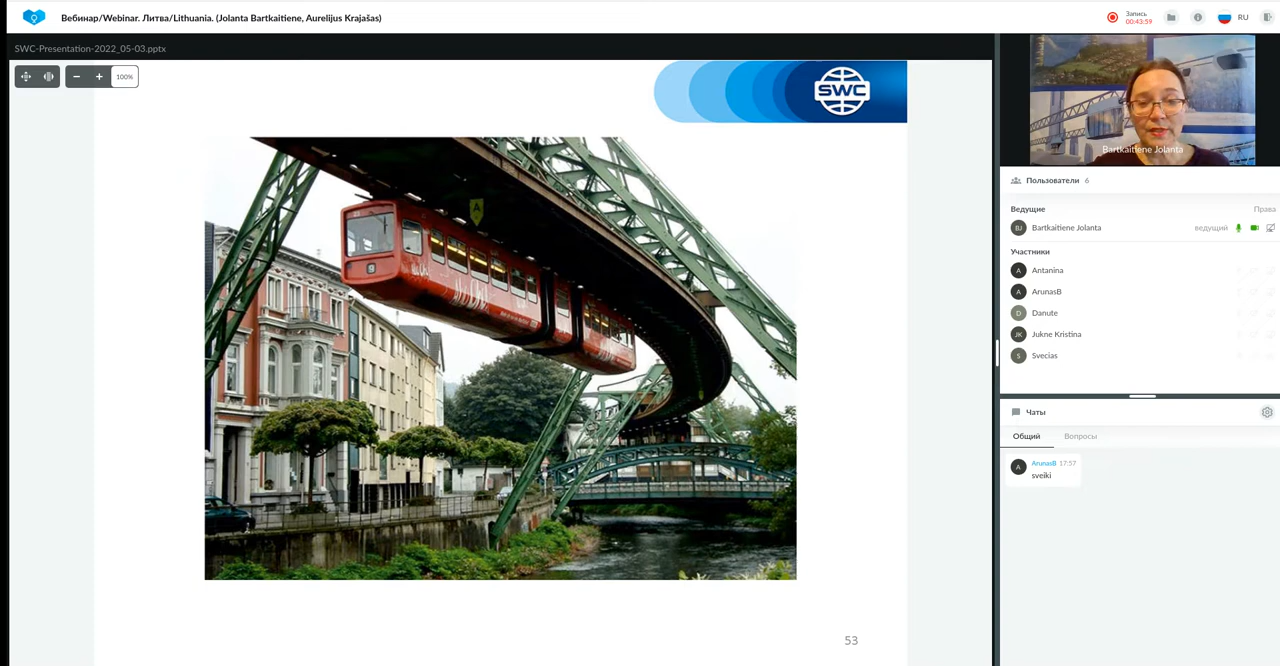 Вебинар/Webinar. Литва/Lithuania. (Jolanta Bartkaitiene, Aurelijus Krajašas)
Запись
00:43:59
RU
SWC-Presentation-2022_05-03.pptx
100%
SWC
A
53
Bartkaitiene Jolanta
Пользователи 6
Ведущие
Права
BJ
Bartkaitiene Jolanta
ведущий
Участники
A
Antanina
A
ArunasB
D
Danute
JK
Jukne Kristina
S
Svecias
Чаты
Общий
Вопросы
A
ArunasB 17:57
sveiki